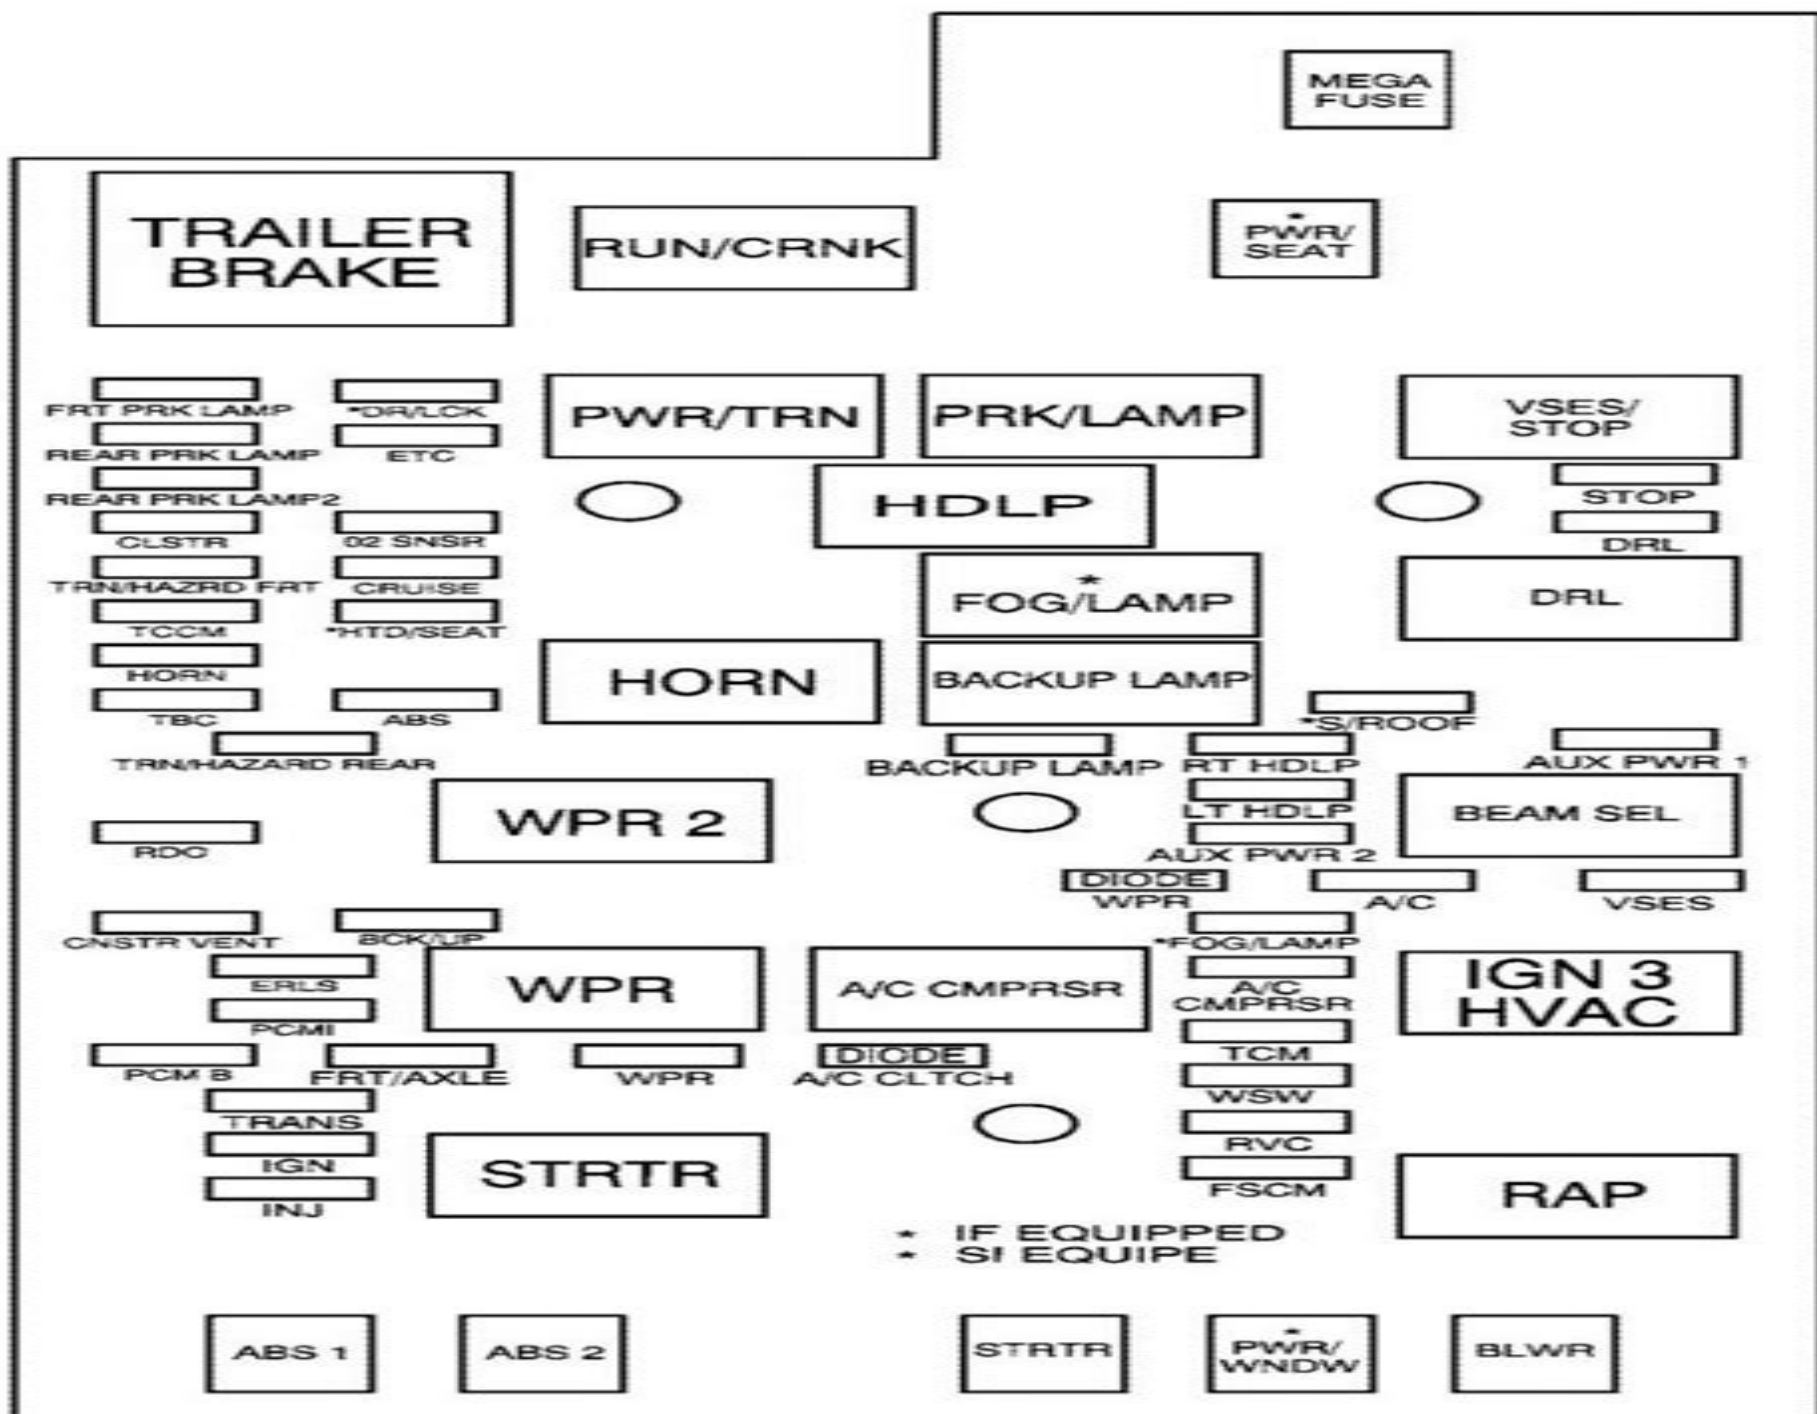 MEGA
FUSE
TRAILER
BRAKE
RUN/CRNK
*
PWR/
SEAT
FRT PRK LAMP
*DR/LCK
PWR/TRN
PRK/LAMP
VSES/
STOP
REAR PRK LAMP
ETC
REAR PRK LAMP2
HDLP
STOP
CLSTR
02 SNSR
DRL
TRN/HAZRD FRT
CRUISE
*
FOG/LAMP
DRL
TCCM
*HTD/SEAT
HORN
HORN
BACKUP LAMP
TBC
ABS
*S/ROOF
TRN/HAZARD REAR
BACKUP LAMP
RT HDLP
AUX PWR 1
WPR 2
LT HDLP
BEAM SEL
RDC
AUX PWR 2
DIODE
WPR
A/C
VSES
CNSTR VENT
BCK/UP
*FOG/LAMP
ERLS
WPR
A/C CMPRSR
A/C
CMPRSR
IGN 3
HVAC
PCMI
TCM
PCM B
FRT/AXLE
WPR
DIODE
A/C CLTCH
WSW
TRANS
RVC
IGN
STRTR
FSCM
RAP
INJ
* IF EQUIPPED
* SI EQUIPE
ABS 1
ABS 2
STRTR
*
PWR/
WNDW
BLWR